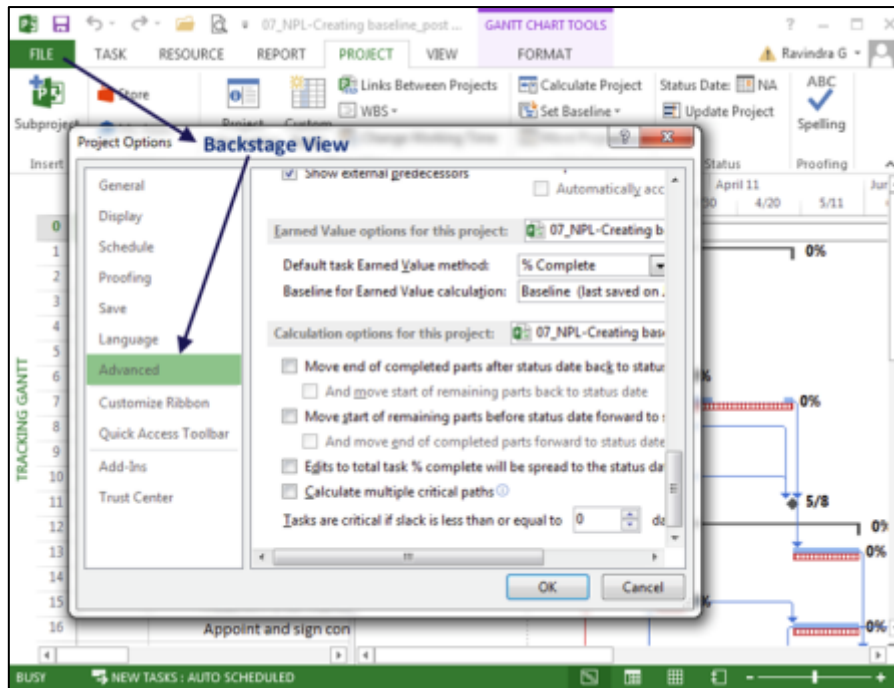 07_NPL-Creating baseline_post ...
GANTT CHART TOOLS
?
FILE
TASK
RESOURCE
REPORT
PROJECT
VIEW
FORMAT
Ravindra G
Subproject
Store
Project
Custom
Links Between Projects
WBS
Change Working Time
Calculate Project
Set Baseline
Status Date:
NA
Update Project
ABC
Spelling
Insert
Status
Proofing
Project Options
Backstage View
General
Display
Schedule
Proofing
Save
Language
Advanced
Customize Ribbon
Quick Access Toolbar
Add-Ins
Trust Center
Show external predecessors
Automatically acc
Earned Value options for this project:
07_NPL-Creating b
Default task Earned Value method:
% Complete
Baseline for Earned Value calculation:
Baseline (last saved on
Calculation options for this project:
07_NPL-Creating bas
Move end of completed parts after status date back to status
And move start of remaining parts back to status date
Move start of remaining parts before status date forward to s
And move end of completed parts forward to status date
Edits to total task % complete will be spread to the status da
Calculate multiple critical paths
Tasks are critical if slack is less than or equal to
0
da
OK
Cancel
April 11
Jun
4/20
5/11
0%
0%
5/8
0%
0%
0%
0
1
2
3
4
5
6
7
8
9
10
11
12
13
14
15
16
TRACKING GANTT
Appoint and sign con
BUSY
NEW TASKS : AUTO SCHEDULED